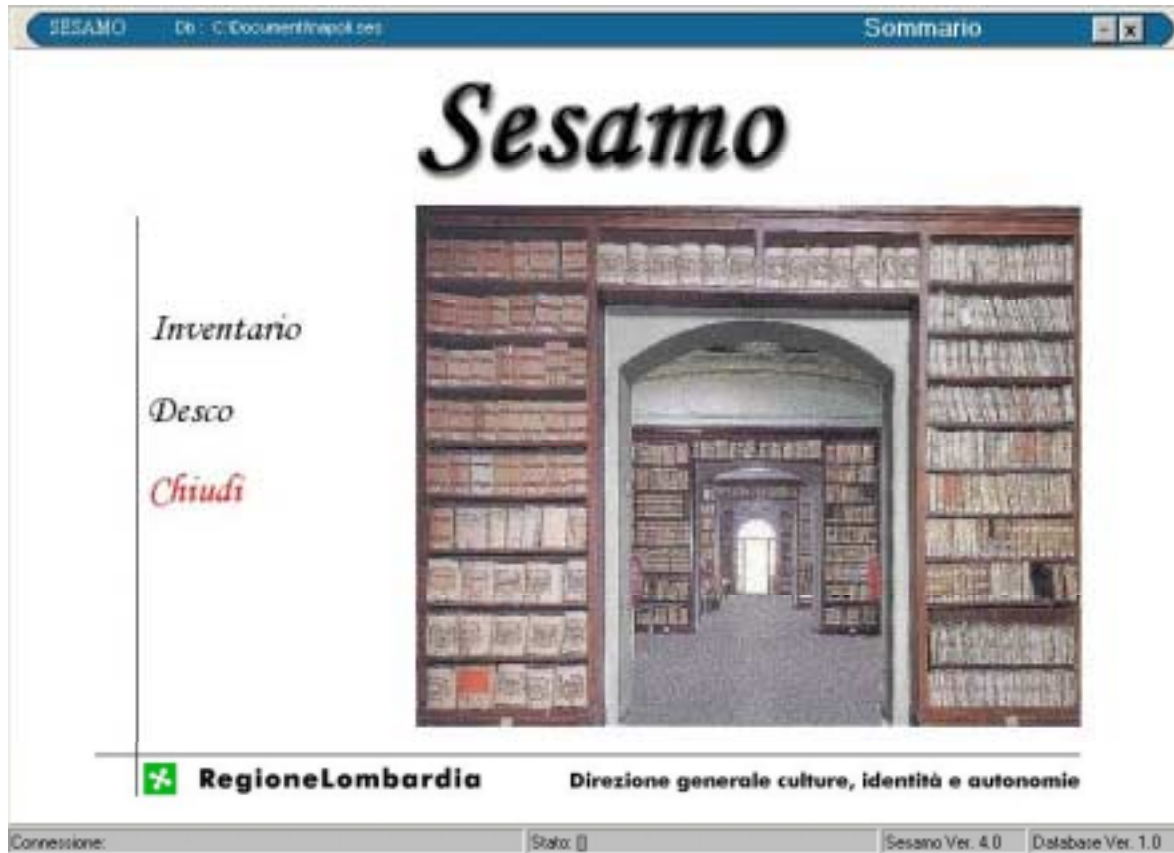 SESAMO Db : C:\Documenti\napoli.ses Sommario
Sesamo
Inventario
Desco
Chiudi
RegioneLombardia Direzione generale culture, identità e autonomie
Connessione: Stato: [] Sesamo Ver. 4.0 Database Ver. 1.0